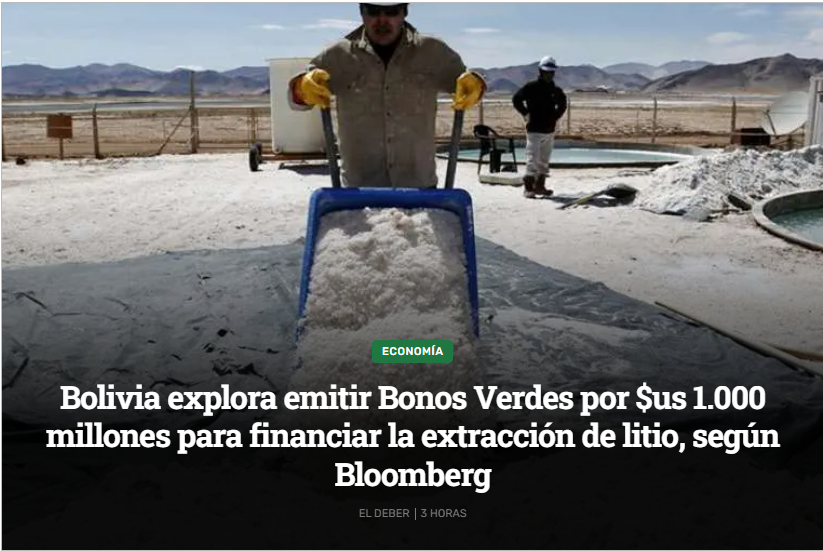 ECONOMÍA
Bolivia explora emitir Bonos Verdes por $us 1.000
millones para financiar la extracción de litio, según
Bloomberg
EL DEBER | 3 HORAS